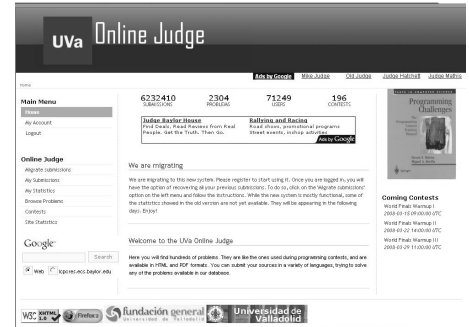 UVa Online Judge
Ads by Google Mike Judge Old Judge Judge Hatchett Judge Mathis
Home
Main Menu
Home
My Account
Logout
Online Judge
Migrate submissions
My Submissions
My Statistics
Browse Problems
Contests
Site Statistics
Google
Search
Web icpcres.ecs.baylor.edu
6232410 2304 71249 196
SUBMISSIONS PROBLEMS USERS CONTESTS
Judge Baylor House
Find Deals, Read Reviews from Real
People. Get the Truth. Then Go.
Rallying and Racing
Road shows, promotional programs
Street events, inshop activities
Ads by Google
We are migrating
We are migrating to this new system. Please register to start using it. Once you are logged in, you will
have the option of recovering all your previous submissions. To do so, click on the 'Migrate submissions'
option on the left menu and follow the instructions. While the new system is mostly functional, some of
the statistics showed in the old version are not yet available. They will be appearing in the following
days. Enjoy!
Welcome to the UVa Online Judge
Here you will find hundreds of problems. They are like the ones used during programming contests, and are
available in HTML and PDF formats. You can submit your sources in a variety of languages, trying to solve
any of the problems available in our database.
Programming
Challenges
Coming Contests
World Finals Warmup I
2008-03-15 09:00:00 UTC
World Finals Warmup II
2008-03-22 14:00:00 UTC
World Finals Warmup III
2008-03-29 11:00:00 UTC
W3C XHTML 1.0
Firefox
fundación general
Universidad de Valladolid
Universidad de
Valladolid